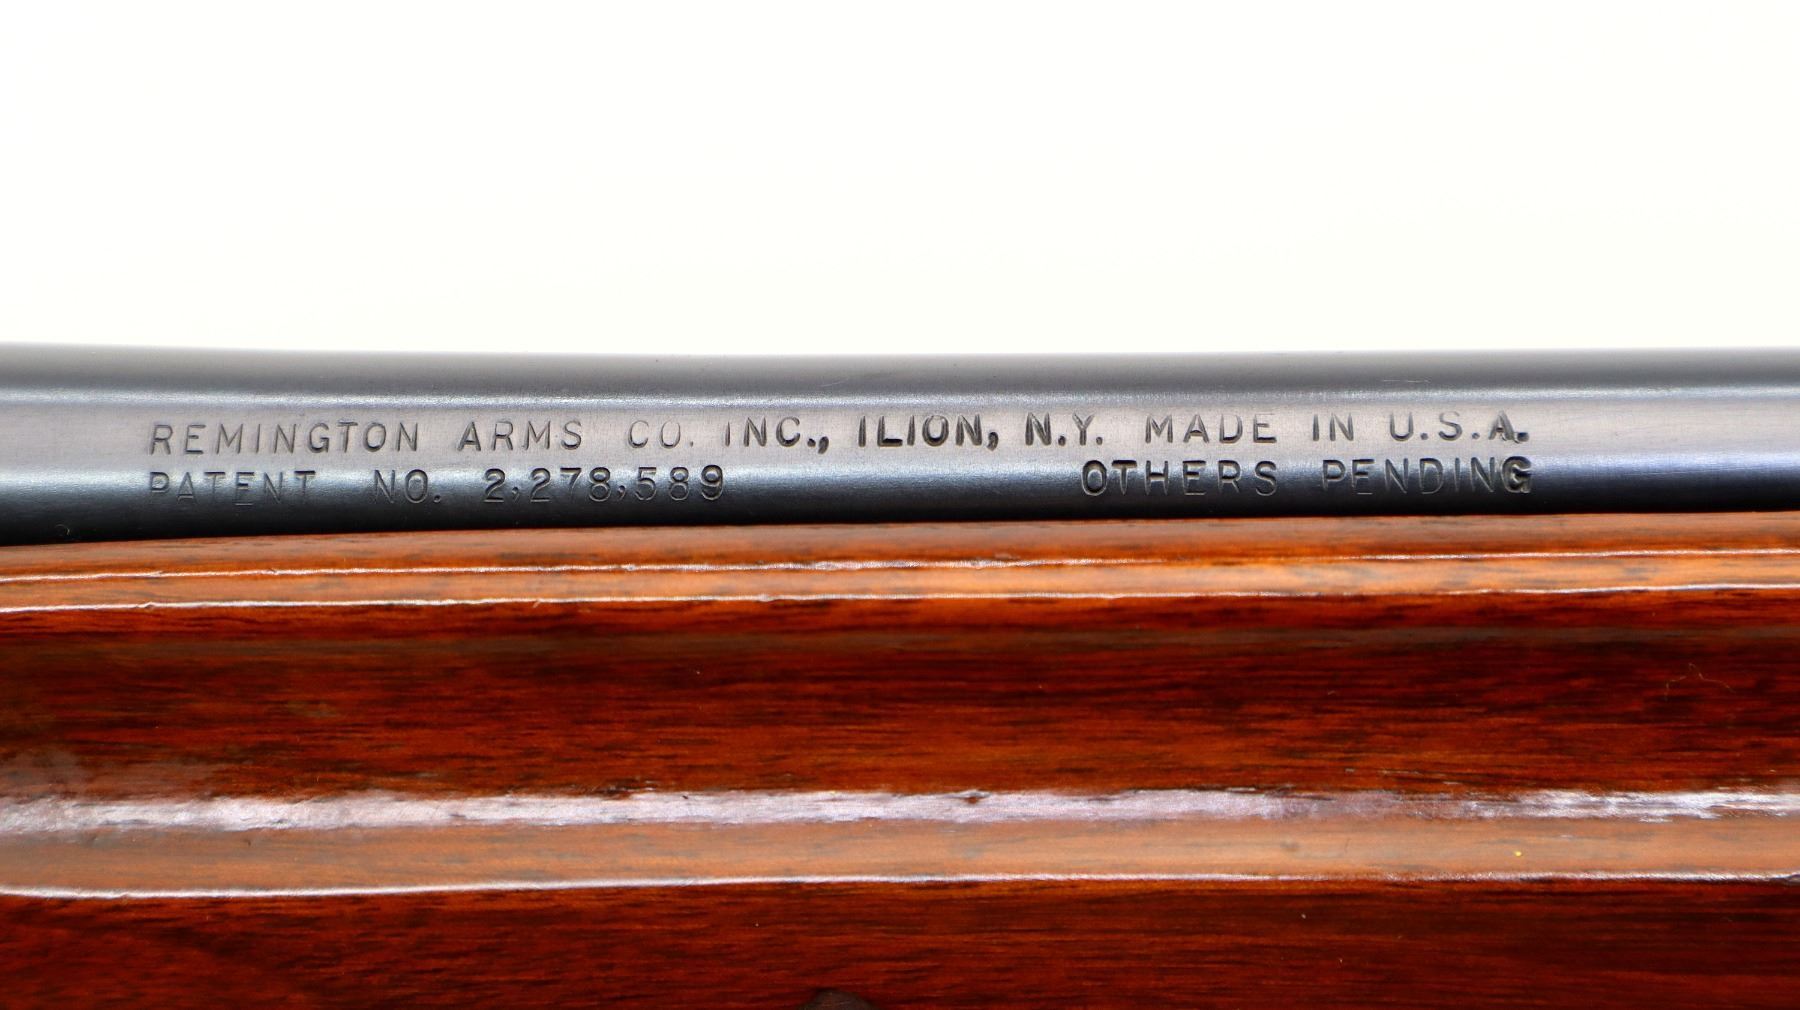 REMINGTON ARMS CO. INC., ILION, N.Y. MADE IN U.S.A.
PATENT NO. 2,278,589 OTHERS PENDING